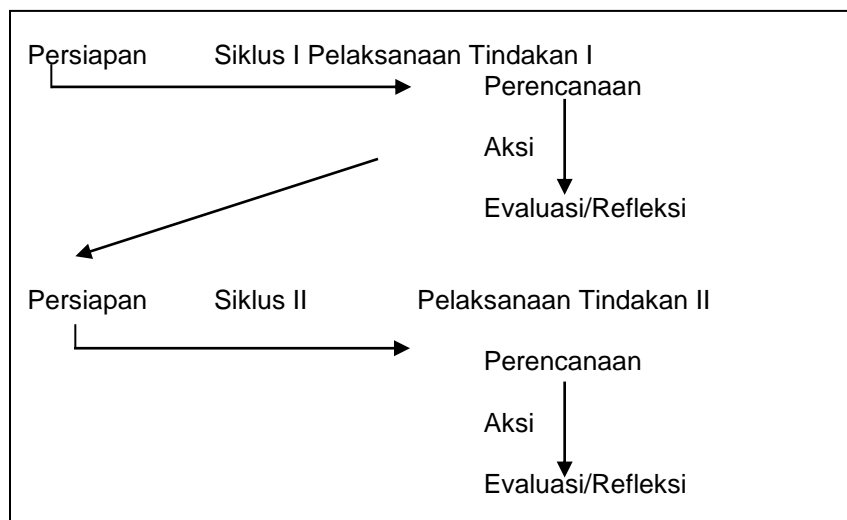 Persiapan Siklus I Pelaksanaan Tindakan I
Perencanaan
Aksi
Evaluasi/Refleksi
Persiapan Siklus II Pelaksanaan Tindakan II
Perencanaan
Aksi
Evaluasi/Refleksi